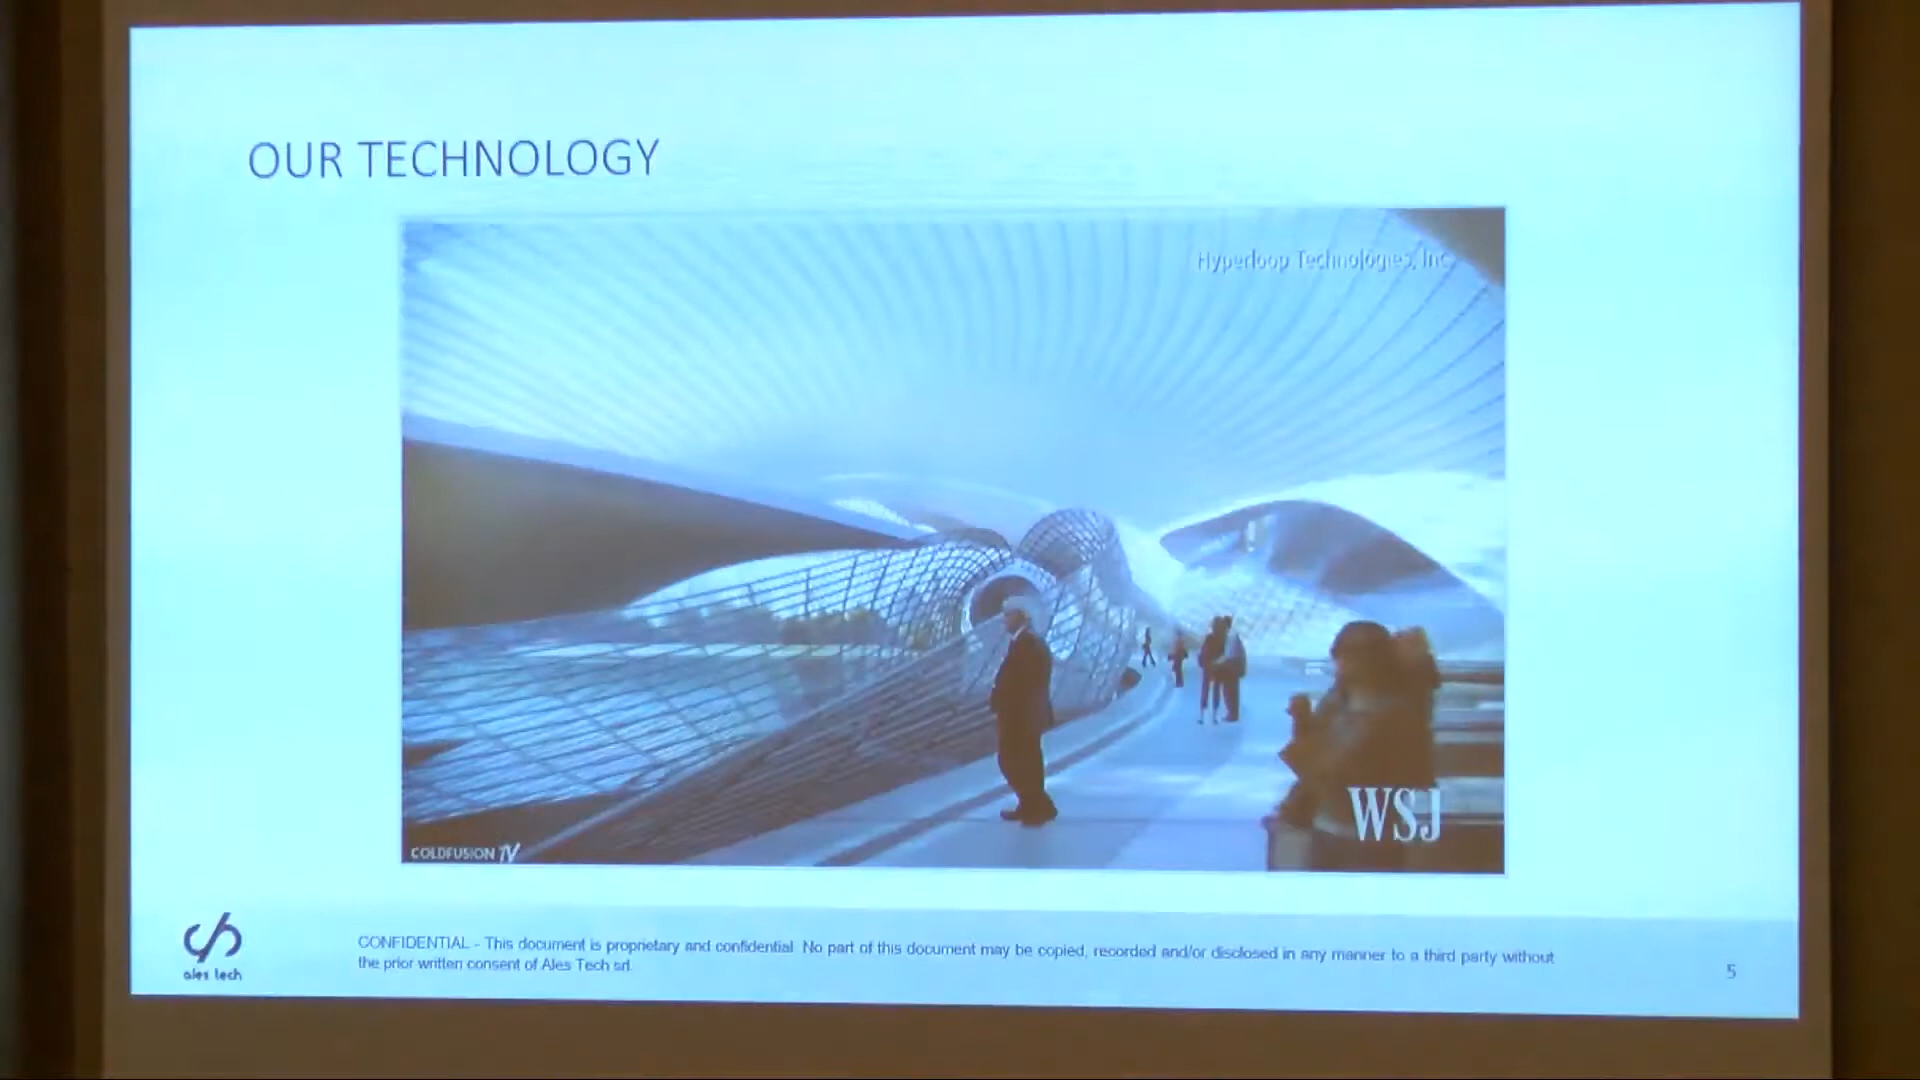 OUR TECHNOLOGY
Hyperloop Technologies, Inc
WSJ
COLDFUSION TV
ales tech
CONFIDENTIAL - This document is proprietary and confidential. No part of this document may be copied, recorded and/or disclosed in any manner to a third party without
the prior written consent of Ales Tech srl.
5